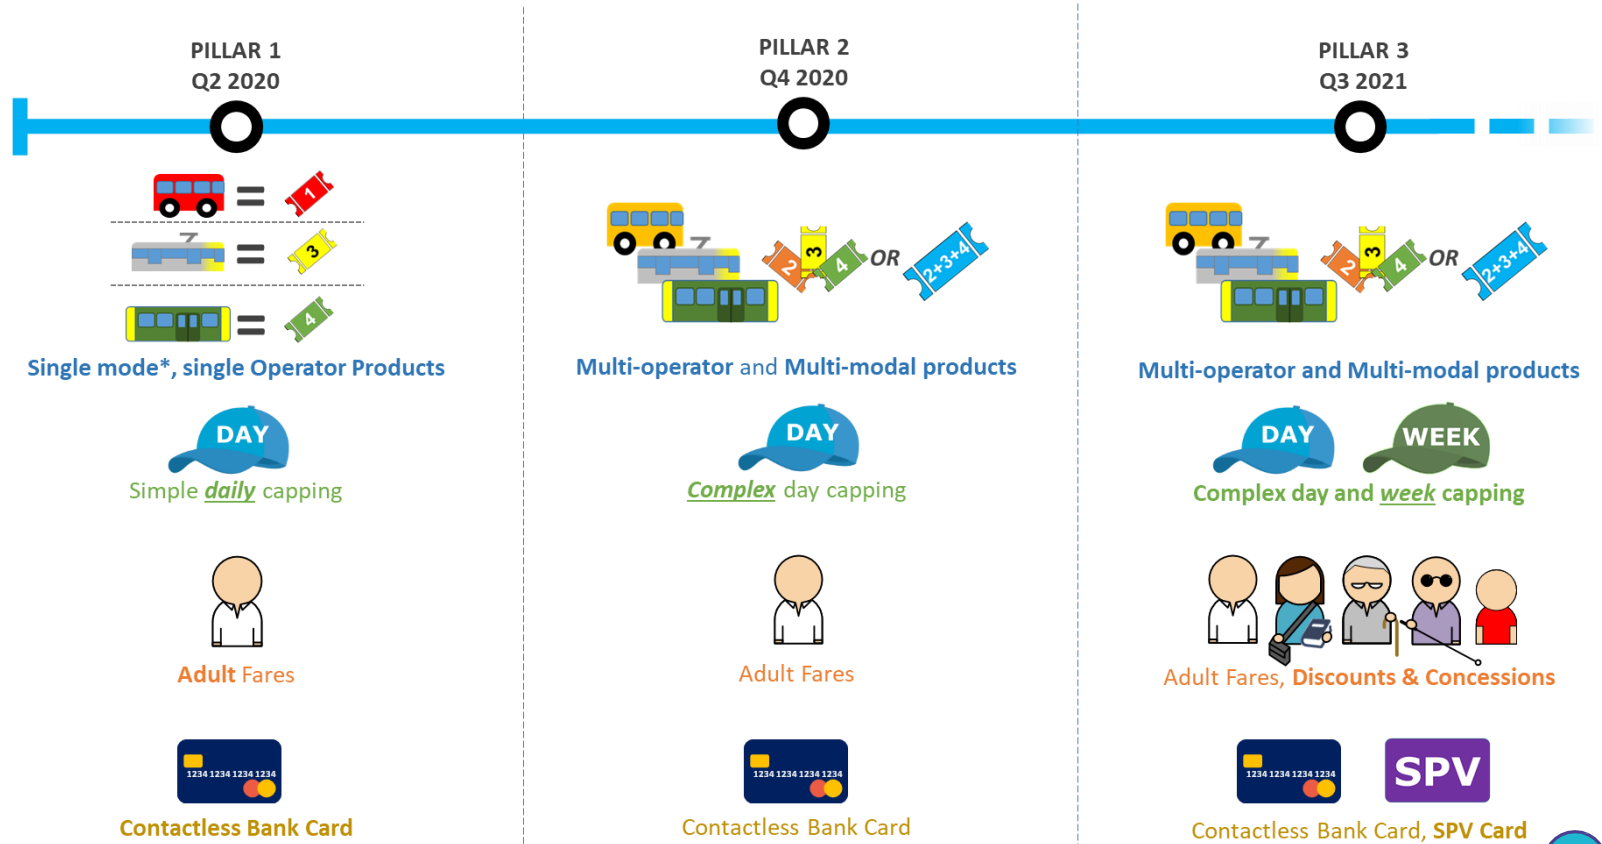 PILLAR 1
Q2 2020
PILLAR 2
Q4 2020
PILLAR 3
Q3 2021
1
3
4
2
3
4
OR
2+3+4
2
3
4
OR
2+3+4
Single mode*, single Operator Products
Multi-operator and Multi-modal products
Multi-operator and Multi-modal products
DAY
DAY
DAY
WEEK
Simple daily capping
Complex day capping
Complex day and week capping
Adult Fares
Adult Fares
Adult Fares, Discounts & Concessions
1234 1234 1234 1234
1234 1234 1234 1234
1234 1234 1234 1234
SPV
Contactless Bank Card
Contactless Bank Card
Contactless Bank Card, SPV Card